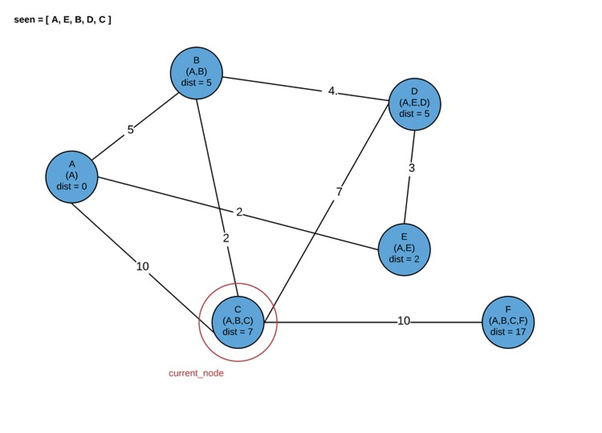 seen = [ A, E, B, D, C ]
B
(A,B)
dist = 5
4.
D
(A,E,D)
dist = 5
5
A
(A)
dist = 0
3
7
2
2
E
(A,E)
dist = 2
10
C
(A,B,C)
dist = 7
10
F
(A,B,C,F)
dist = 17
current_node